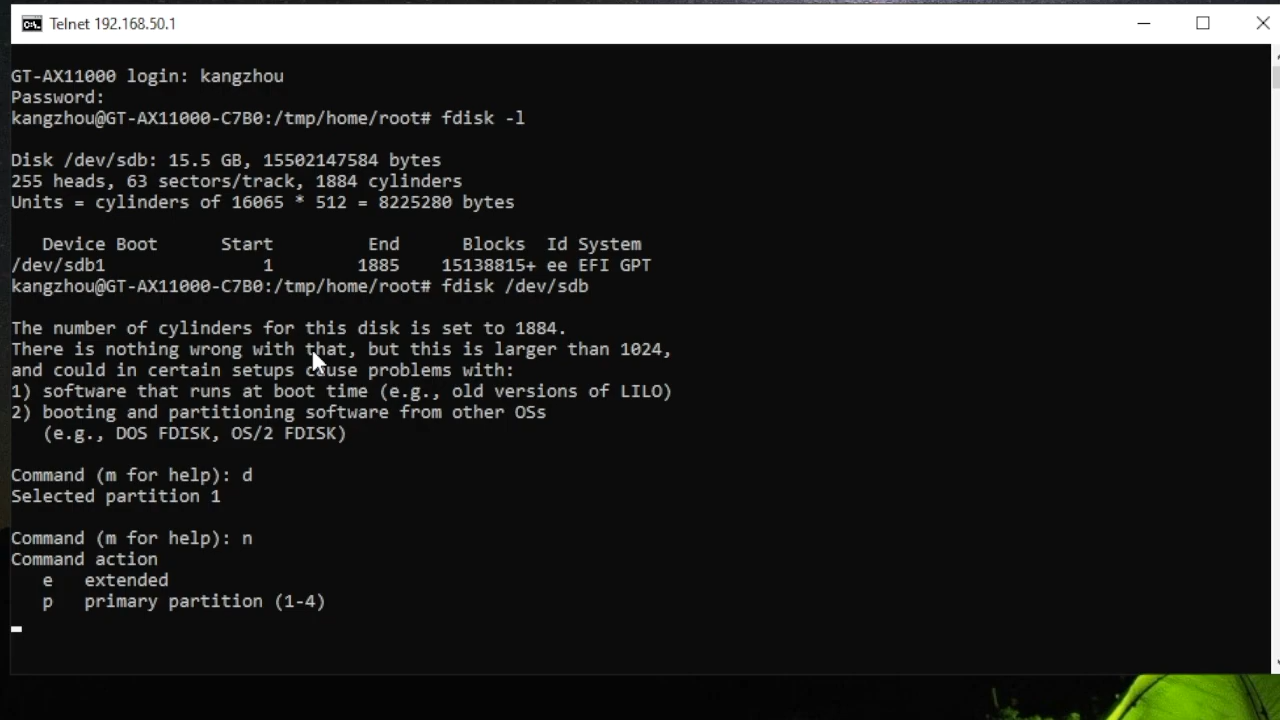 Telnet 192.168.50.1
GT-AX11000 login: kangzhou
Password:
kangzhou@GT-AX11000-C7B0:/tmp/home/root# fdisk -l
Disk /dev/sdb: 15.5 GB, 15502147584 bytes
255 heads, 63 sectors/track, 1884 cylinders
Units = cylinders of 16065 * 512 = 8225280 bytes
Device Boot      Start         End      Blocks  Id System
/dev/sdb1               1        1885    15138815+ ee EFI GPT
kangzhou@GT-AX11000-C7B0:/tmp/home/root# fdisk /dev/sdb
The number of cylinders for this disk is set to 1884.
There is nothing wrong with that, but this is larger than 1024,
and could in certain setups cause problems with:
1) software that runs at boot time (e.g., old versions of LILO)
2) booting and partitioning software from other OSs
(e.g., DOS FDISK, OS/2 FDISK)
Command (m for help): d
Selected partition 1
Command (m for help): n
Command action
e   extended
p   primary partition (1-4)